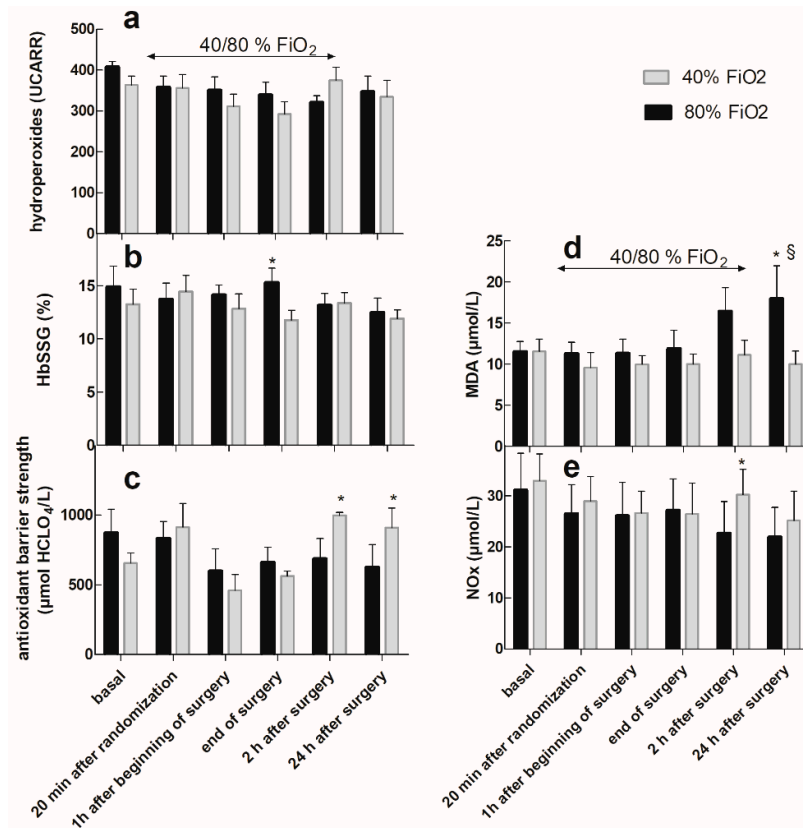 a
40/80 % FiO2
500
400
300
200
100
0
hydroperoxides (UCARR)
40% FiO2
80% FiO2
b
*
15
10
5
0
HbSSG (%)
c
* *
1000
500
0
antioxidant barrier strength
(µmol HCLO4/L)
basal
20 min after randomization
1h after beginning of surgery
end of surgery
2 h after surgery
24 h after surgery
d
40/80 % FiO2
* §
25
20
15
10
5
0
MDA (µmol/L)
e
*
30
20
10
0
NOx (µmol/L)
basal
20 min after randomization
1h after beginning of surgery
end of surgery
2 h after surgery
24 h after surgery